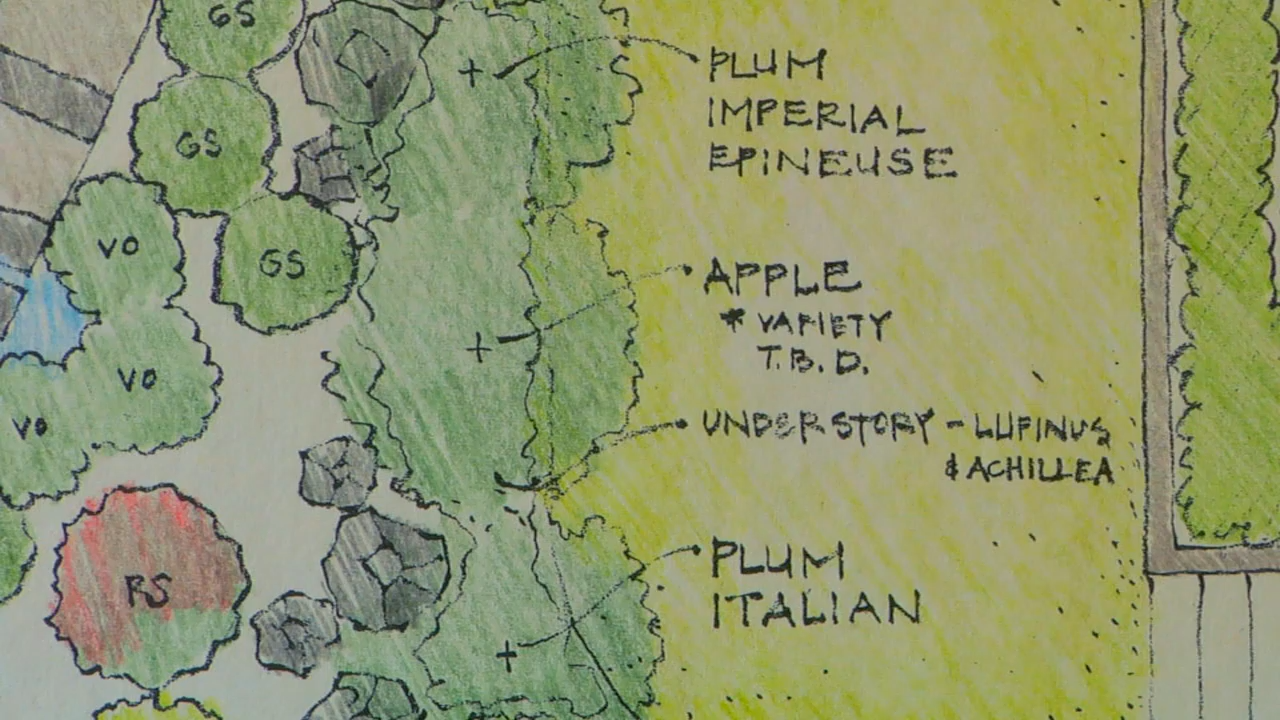 GS
PLUM
IMPERIAL
EPINEUSE
GS
VO
GS
APPLE
* VARIETY
T.B.D.
VO
VO
UNDERSTORY - LUPINUS
& ACHILLEA
PLUM
ITALIAN
RS